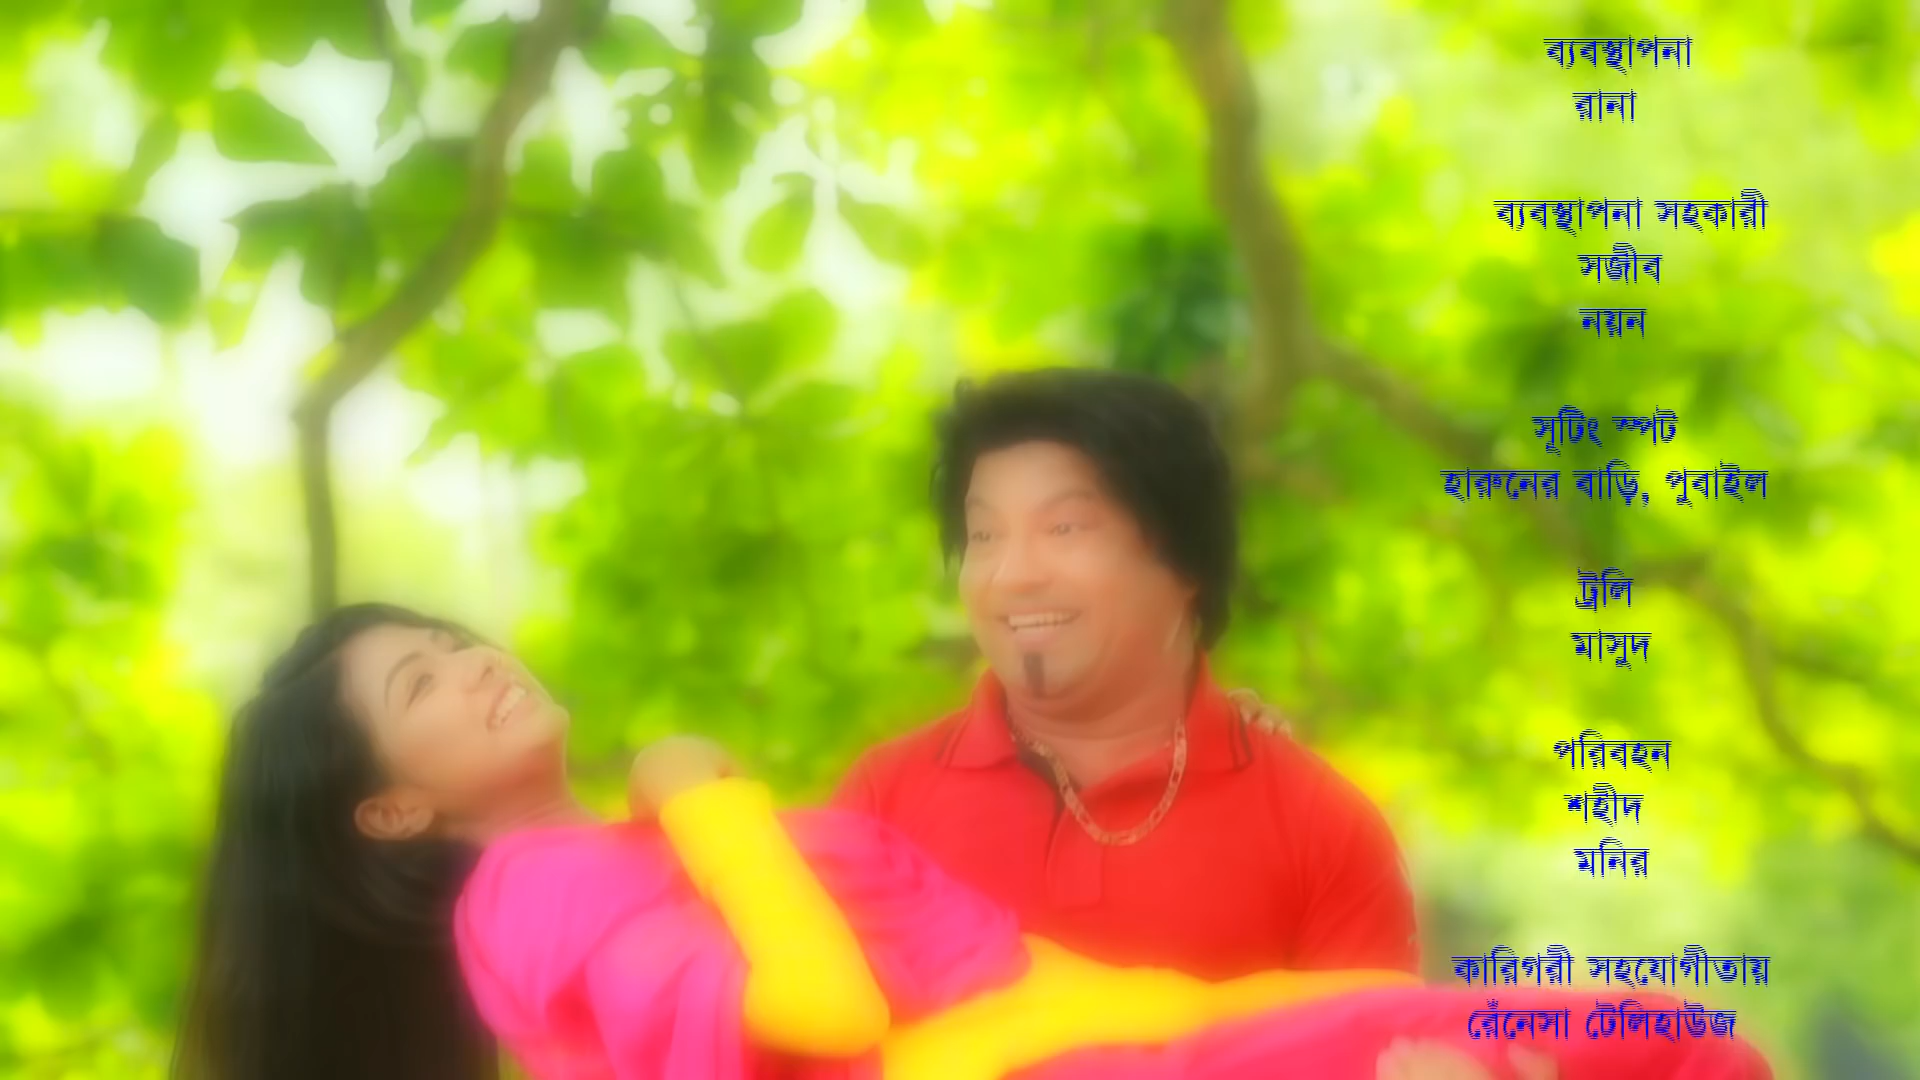 ব্যবস্থাপনা
রানা
ব্যবস্থাপনা সহকারী
সজীব
নয়ন
সূটিং স্পট
হারুনের বাড়ি, পুবাইল
ট্রলি
মাসুদ
পরিবহন
শহীদ
মনির
কারিগরী সহযোগীতায়
রেঁনেসা টেলিহাউজ